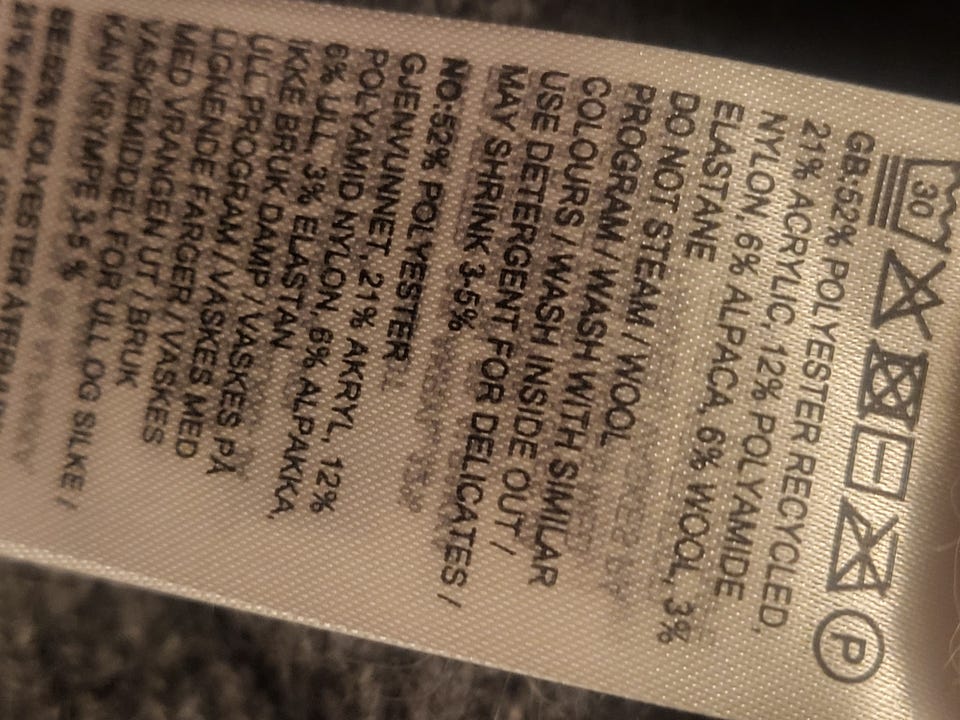 30
P
GB:52% POLYESTER RECYCLED,
21% ACRYLIC, 12% POLYAMIDE
NYLON, 6% ALPACA, 6% WOOL, 3%
ELASTANE
DO NOT STEAM / WOOL
PROGRAM / WASH WITH SIMILAR
COLOURS / WASH INSIDE OUT /
USE DETERGENT FOR DELICATES /
MAY SHRINK 3-5%
NO:52% POLYESTER
GJENVUNNET, 21% AKRYL, 12%
POLYAMID NYLON, 6% ALPAKKA,
6% ULL, 3% ELASTAN
IKKE BRUK DAMP / VASKES PÅ
ULL PROGRAM / VASKES MED
LIGNENDE FARGER / VASKES
MED VRANGEN UT / BRUK
VASKEMIDDEL FOR ULL OG SILKE /
KAN KRYMPE 3-5 %
SE:52% POLYESTER
21% AKRYL